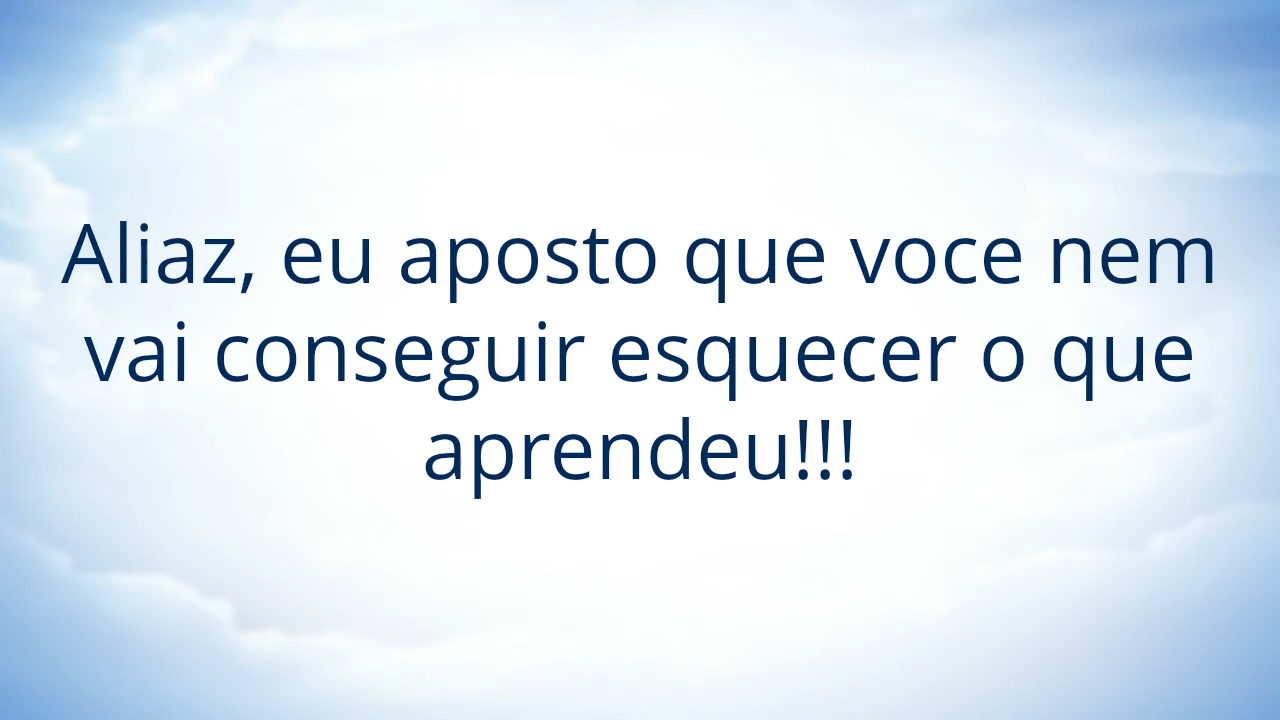 Aliaz, eu aposto que voce nem
vai conseguir esquecer o que
aprendeu!!!